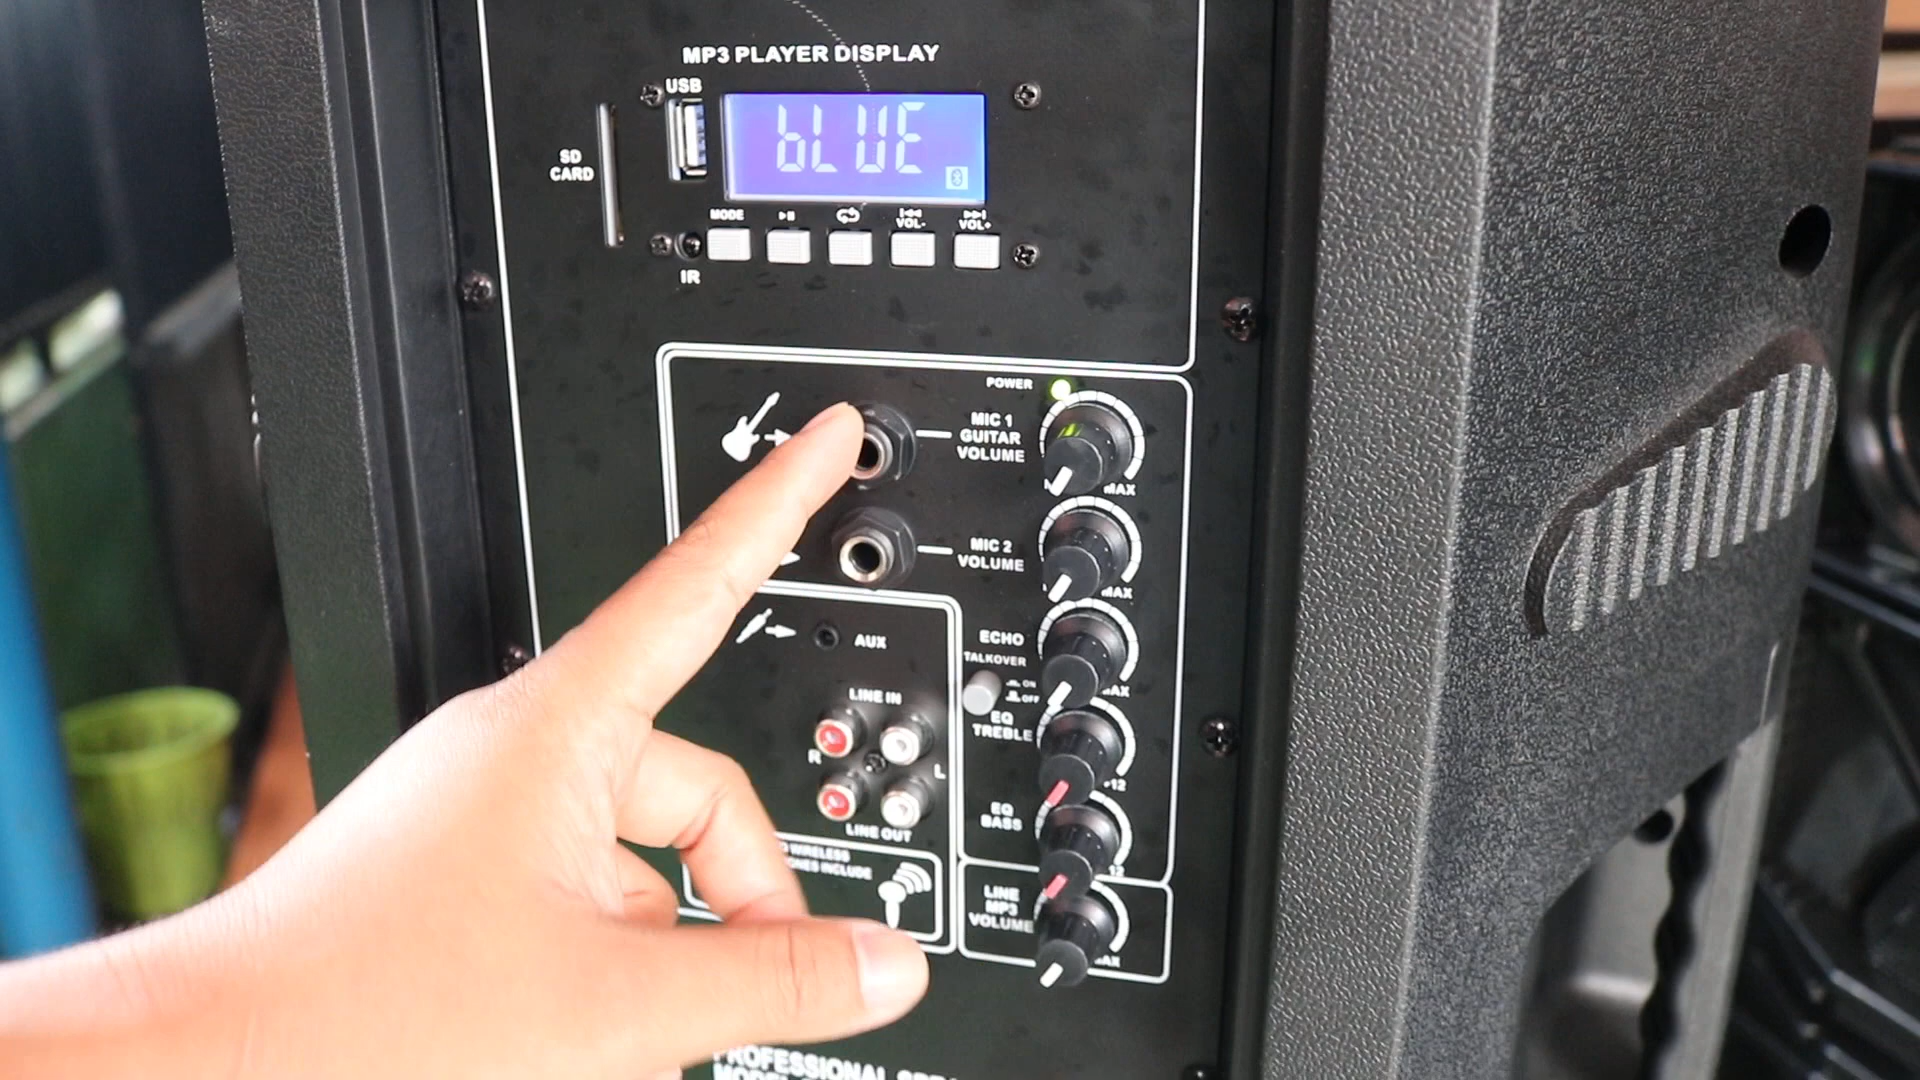 MP3 PLAYER DISPLAY
USB
bLUE
SD
CARD
MODE
VOL-
VOL+
IR
POWER
MIC 1
GUITAR
VOLUME
MAX
MIC 2
VOLUME
MAX
ECHO
MAX
AUX
TALKOVER
ON
OFF
LINE IN
EQ
TREBLE
R
L
+12
LINE OUT
EQ
BASS
12
WIRELESS
INCLUDE
LINE
MP3
VOLUME
MAX
PROFESSIONAL
MODEL